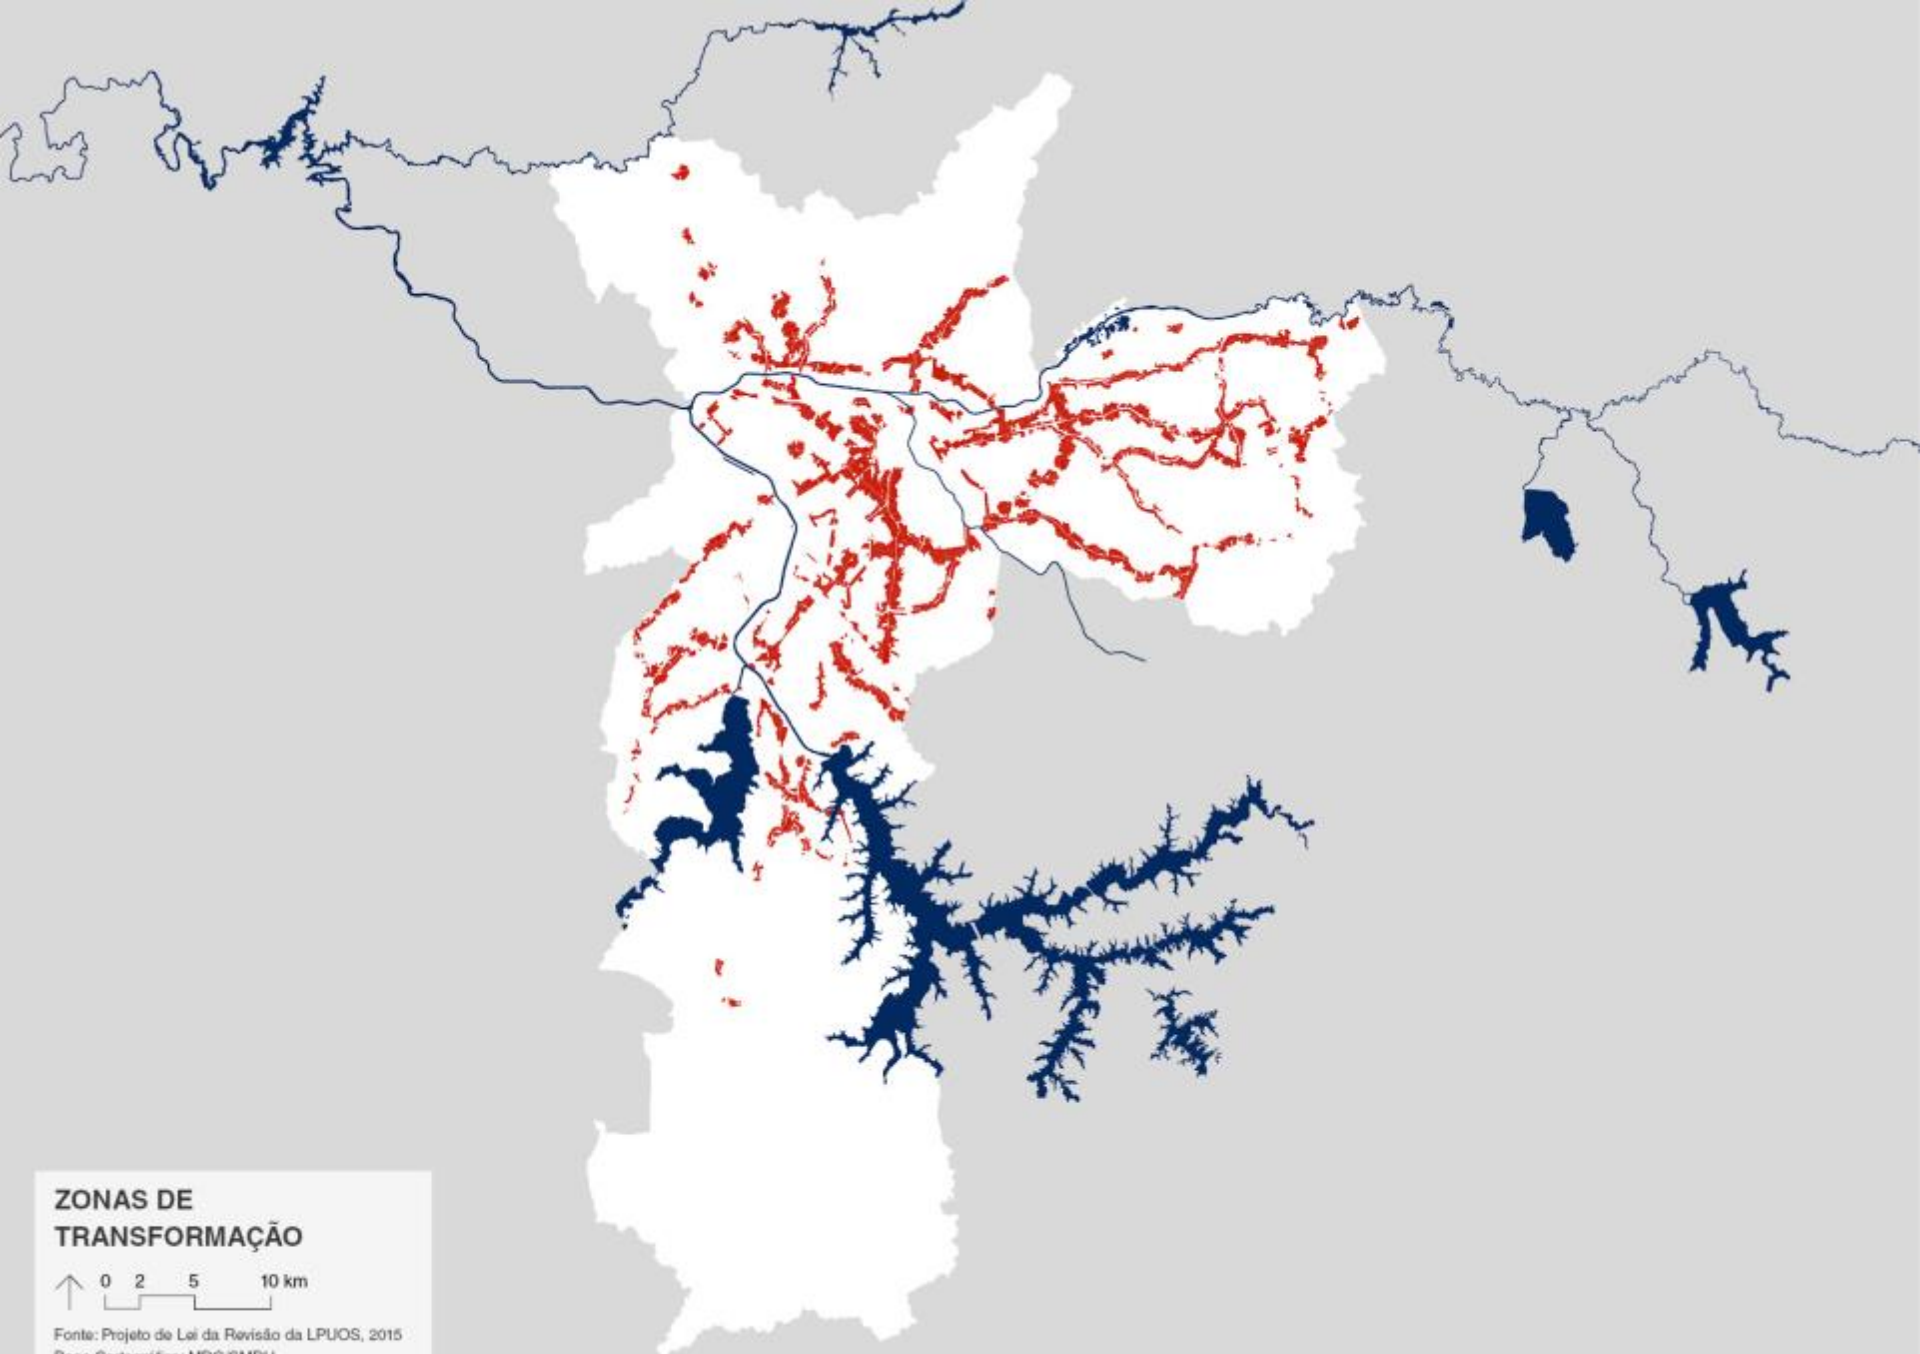 ZONAS DE
TRANSFORMAÇÃO
0 2 5 10 km
Fonte: Projeto de Lei da Revisão da LPUOS, 2015